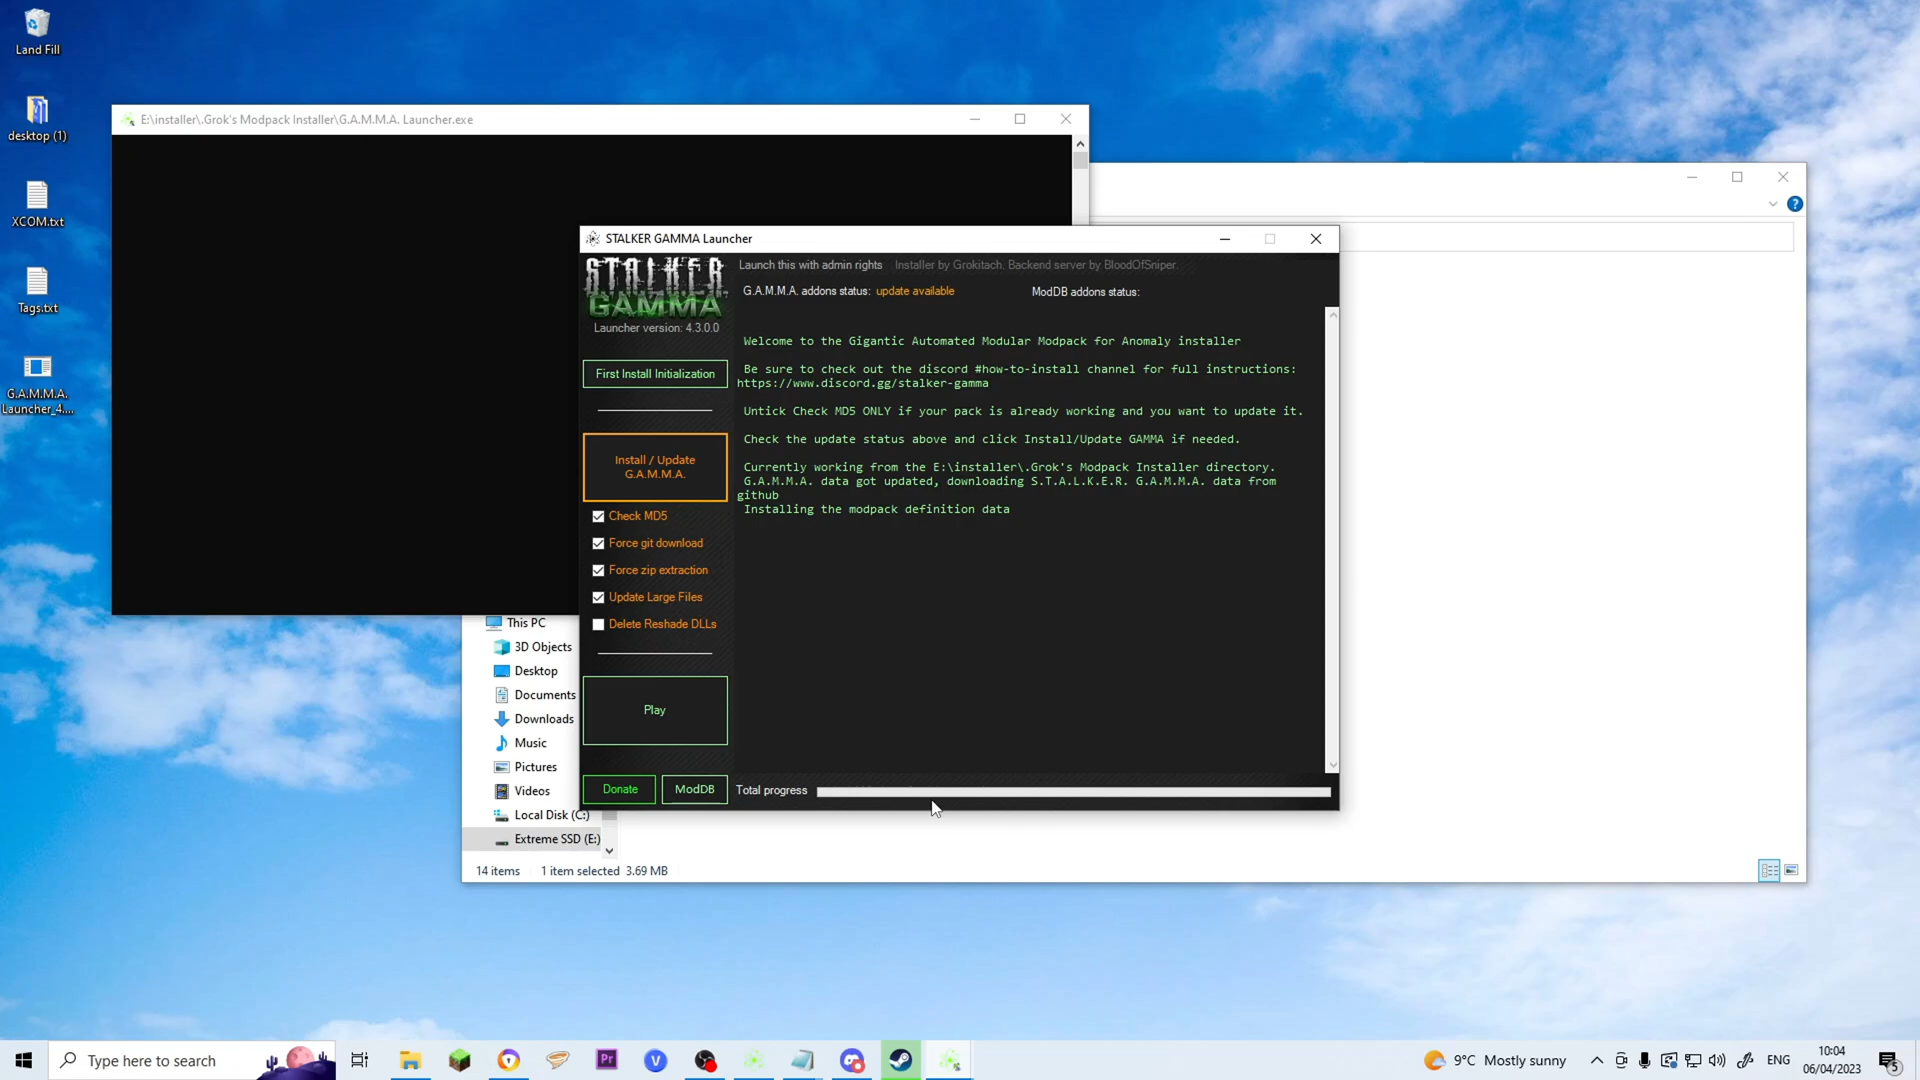 Land Fill
desktop (1)
XCOM.txt
Tags.txt
G.A.M.M.A.
Launcher_4....
E:\installer\.Grok's Modpack Installer\G.A.M.M.A. Launcher.exe
STALKER GAMMA Launcher
S.T.A.L.K.E.R.
GAMMA
Launcher version: 4.3.0.0
Launch this with admin rights
Installer by Grokitach. Backend server by BloodOfSniper.
G.A.M.M.A. addons status: update available
ModDB addons status:
First Install Initialization
Install / Update
G.A.M.M.A.
Check MD5
Force git download
Force zip extraction
Update Large Files
Delete Reshade DLLs
Play
Donate
ModDB
Welcome to the Gigantic Automated Modular Modpack for Anomaly installer
Be sure to check out the discord #how-to-install channel for full instructions:
https://www.discord.gg/stalker-gamma
Untick Check MD5 ONLY if your pack is already working and you want to update it.
Check the update status above and click Install/Update GAMMA if needed.
Currently working from the E:\installer\.Grok's Modpack Installer directory.
G.A.M.M.A. data got updated, downloading S.T.A.L.K.E.R. G.A.M.M.A. data from
github
Installing the modpack definition data
Total progress
This PC
3D Objects
Desktop
Documents
Downloads
Music
Pictures
Videos
Local Disk (C:)
Extreme SSD (E:)
14 items
1 item selected 3.69 MB
Type here to search
Pr
V
9°C Mostly sunny
ENG
10:04
06/04/2023
5